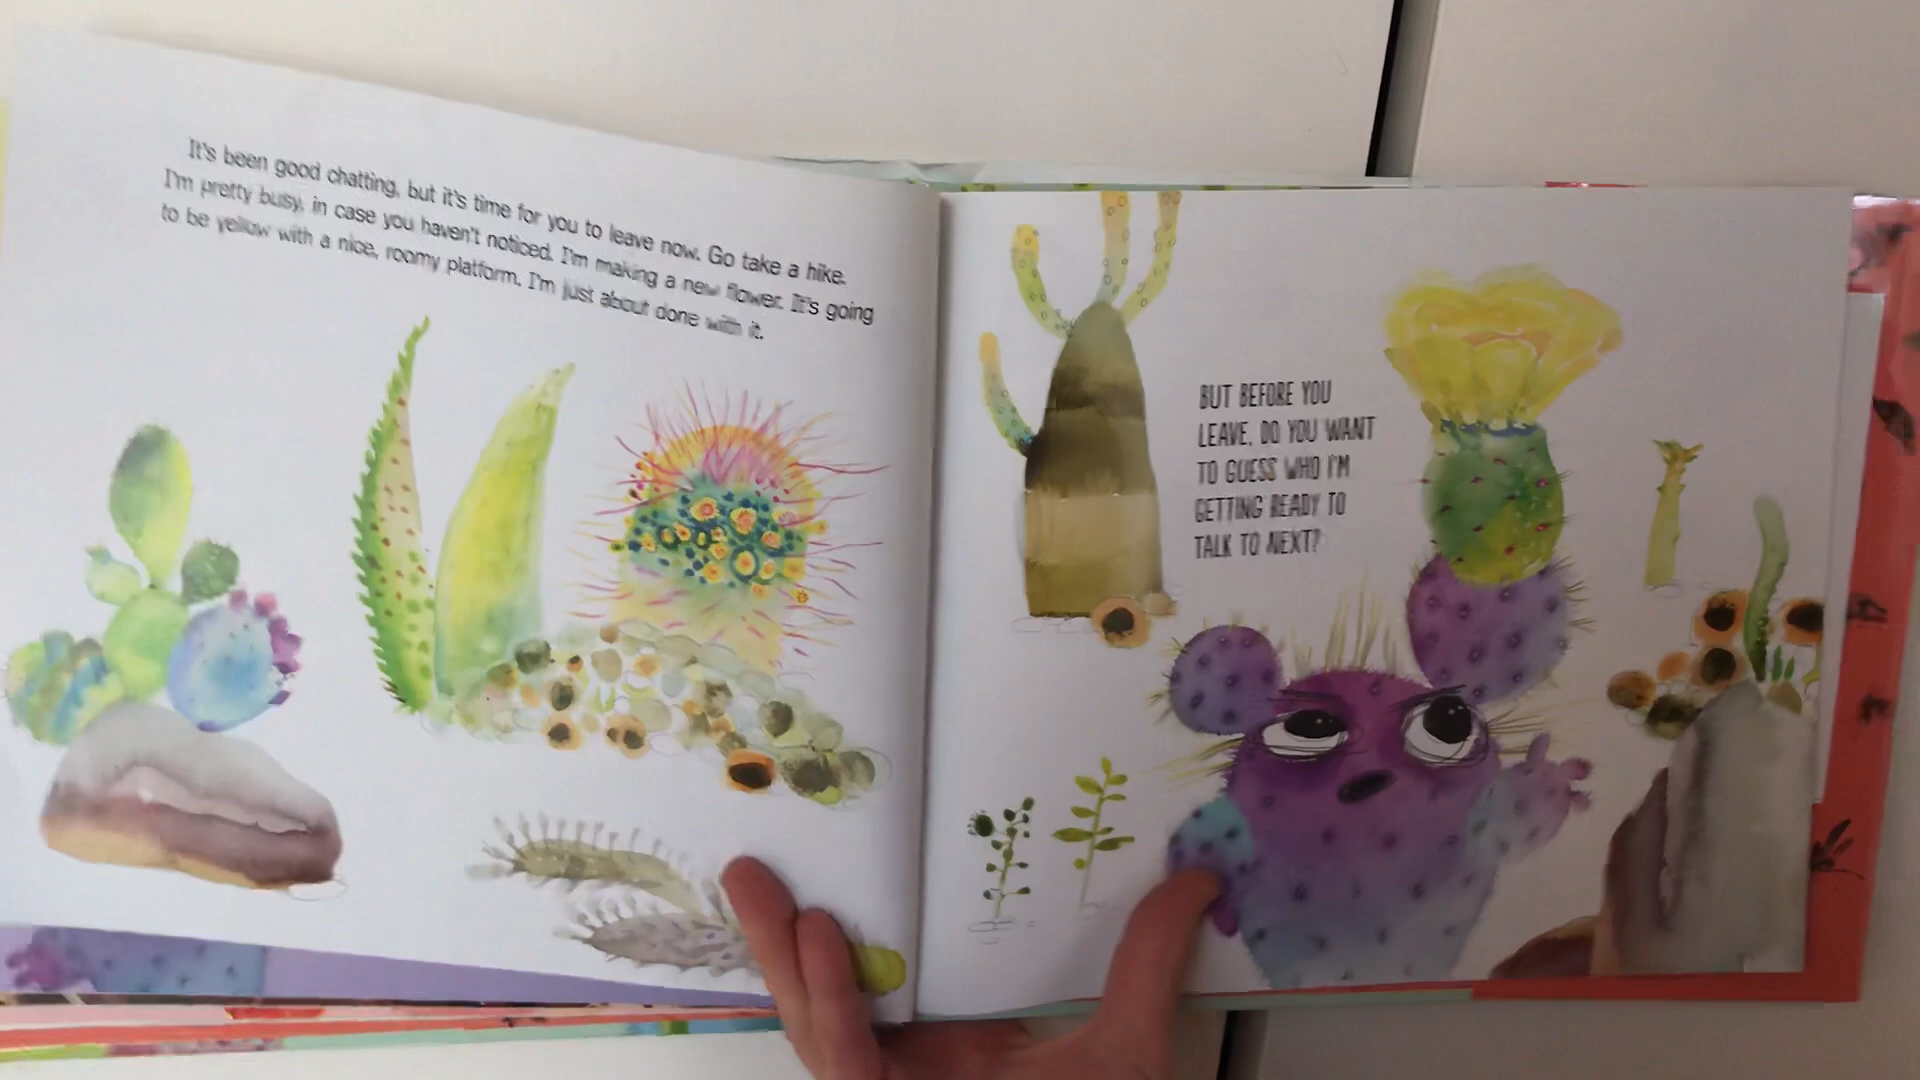 It's been good chatting, but it's time for you to leave now. Go take a hike.
I'm pretty busy, in case you haven't noticed. I'm making a new flower. It's going
to be yellow with a nice, roomy platform. I'm just about done with it.
BUT BEFORE YOU
LEAVE, DO YOU WANT
TO GUESS WHO I'M
GETTING READY TO
TALK TO NEXT?